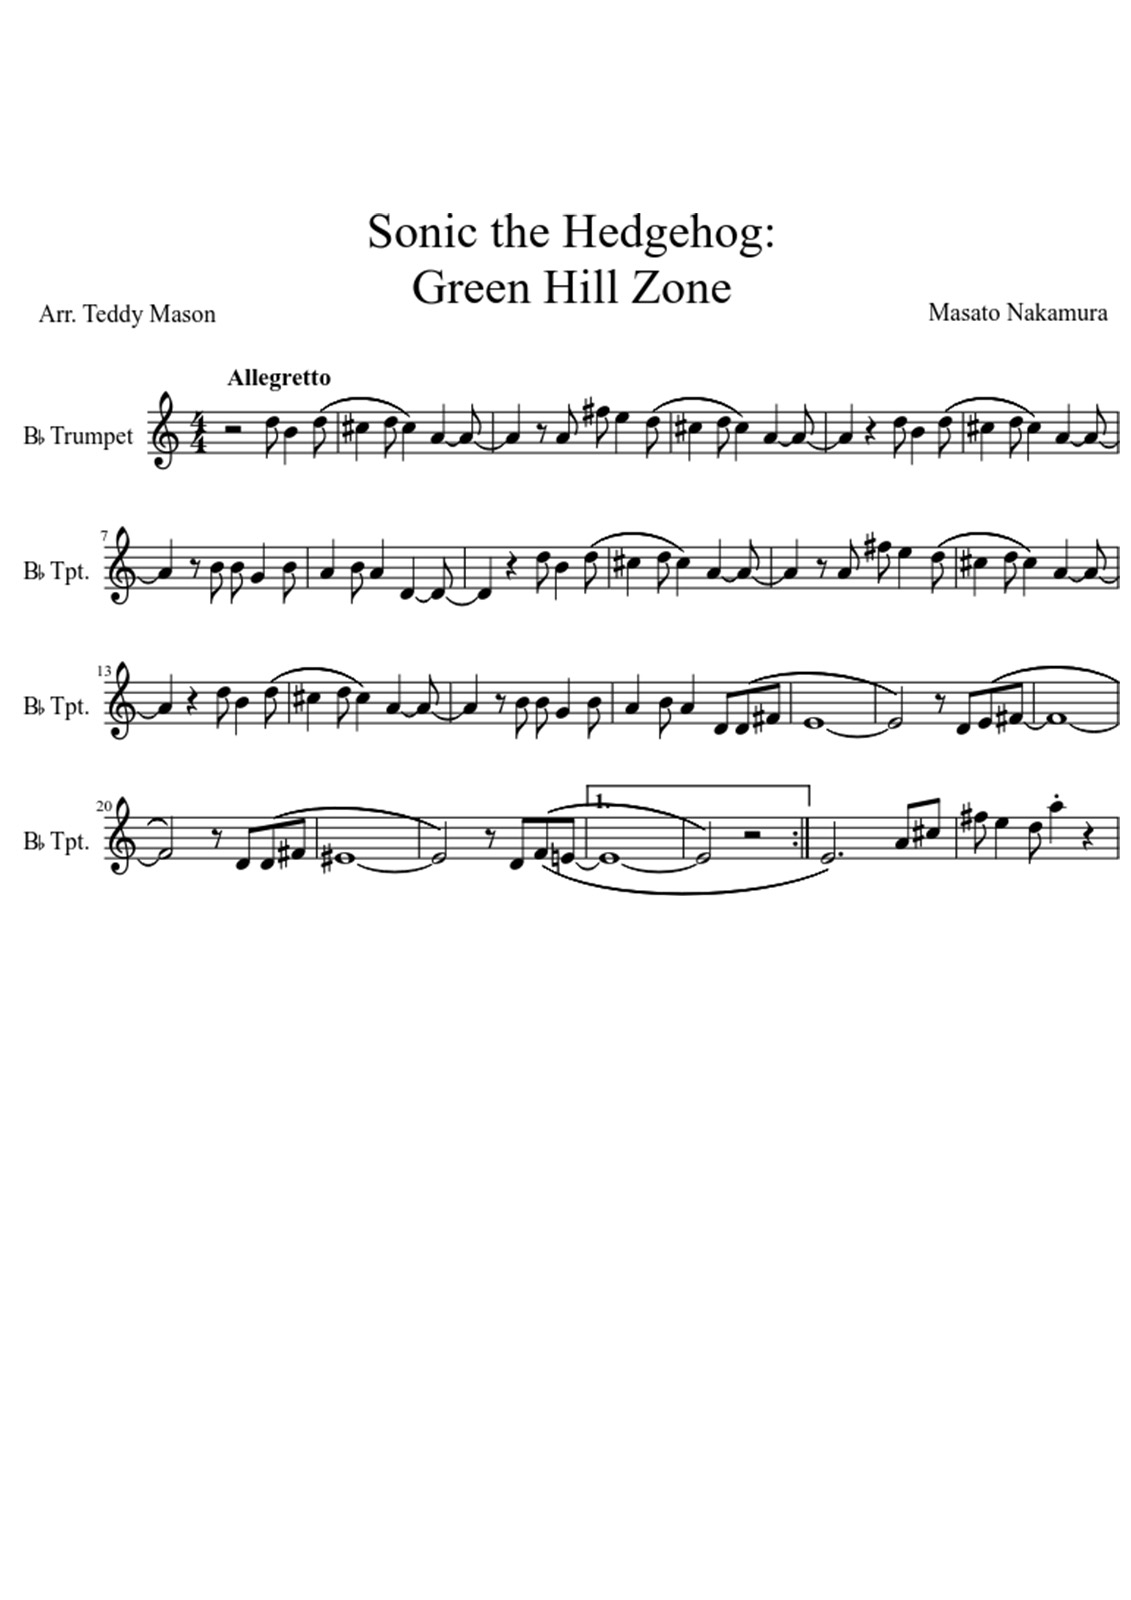 Sonic the Hedgehog:
Green Hill Zone
Arr. Teddy Mason
Masato Nakamura
Allegretto
B♭ Trumpet
4
4
7
B♭ Tpt.
13
B♭ Tpt.
20
B♭ Tpt.
1.